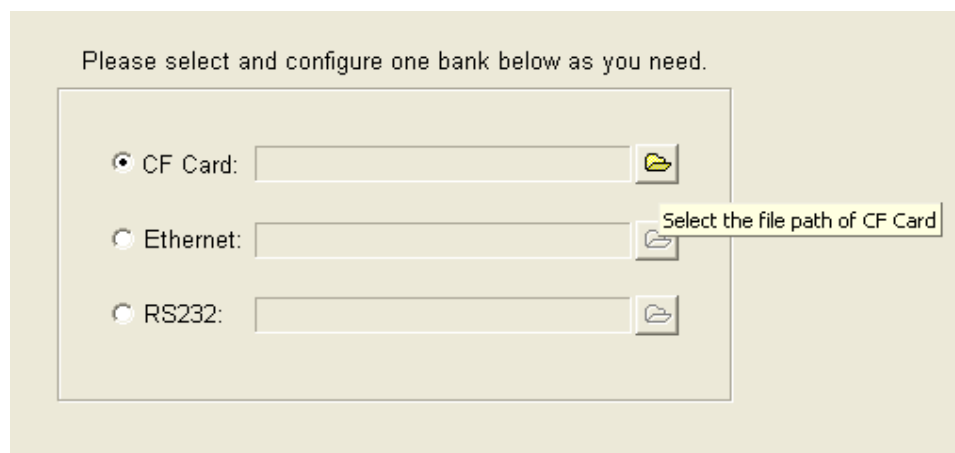 Please select and configure one bank below as you need.
CF Card:
Select the file path of CF Card
Ethernet:
RS232: